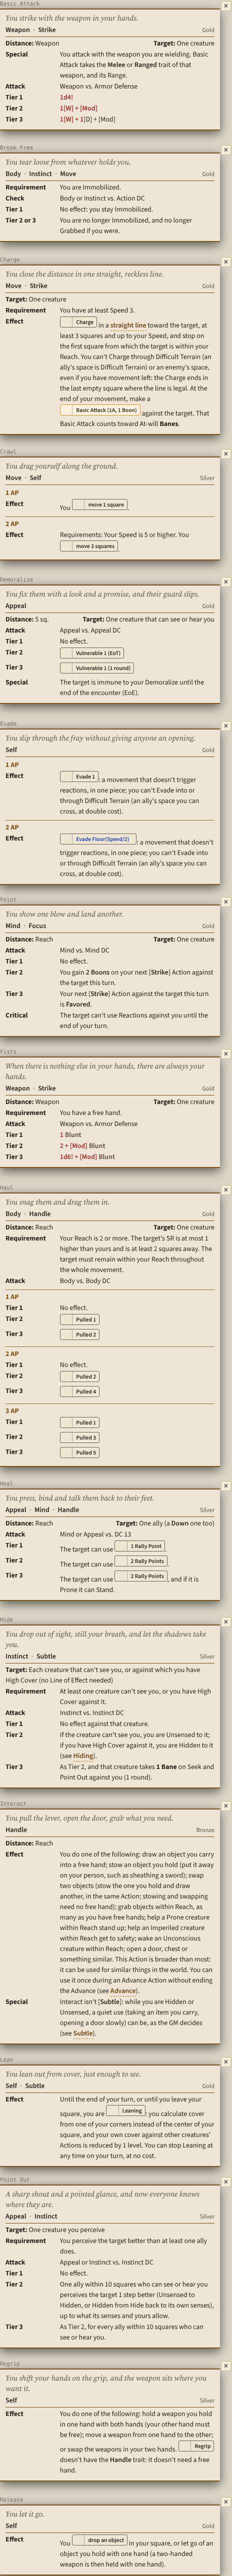 Basic Attack
You strike with the weapon in your hands.
Weapon · Strike Gold
Distance: Weapon Target: One creature
Special You attack with the weapon you are wielding. Basic
Attack takes the Melee or Ranged trait of that
weapon, and its Range.
Attack Weapon vs. Armor Defense
Tier 1 1d4!
Tier 2 1[W] + [Mod]
Tier 3 1[W] + 1[D] + [Mod]
Break Free
You tear loose from whatever holds you.
Body · Instinct · Move Gold
Requirement You are Immobilized.
Check Body or Instinct vs. Action DC
Tier 1 No effect: you stay Immobilized.
Tier 2 or 3 You are no longer Immobilized, and no longer
Grabbed if you were.
Charge
You close the distance in one straight, reckless line.
Move · Strike Gold
Target: One creature
Requirement You have at least Speed 3.
Effect Charge in a straight line toward the target, at
least 3 squares and up to your Speed, and stop on
the first square from which the target is within your
Reach. You can't Charge through Difficult Terrain (an
ally's space is Difficult Terrain) or an enemy's space,
even if you have movement left: the Charge ends in
the last empty square where the line is legal. At the
end of your movement, make a
Basic Attack (1A, 1 Boon) against the target. That
Basic Attack counts toward At-will Banes.
Crawl
You drag yourself along the ground.
Move · Self Silver
1 AP
Effect You move 1 square.
2 AP
Effect Requirements: Your Speed is 5 or higher. You
move 3 squares.
Demoralize
You fix them with a look and a promise, and their guard slips.
Appeal Gold
Distance: 5 sq. Target: One creature that can see or hear you
Attack Appeal vs. Appeal DC
Tier 1 No effect.
Tier 2 Vulnerable 1 (EoT)
Tier 3 Vulnerable 1 (1 round)
Special The target is immune to your Demoralize until the
end of the encounter (EoE).
Evade
You slip through the fray without giving anyone an opening.
Self Gold
1 AP
Effect Evade 1: a movement that doesn't trigger
reactions, in one piece; you can't Evade into or
through Difficult Terrain (an ally's space you can
cross, at double cost).
2 AP
Effect Evade Floor(Speed/2): a movement that doesn't
trigger reactions, in one piece; you can't Evade into
or through Difficult Terrain (an ally's space you can
cross, at double cost).
Feint
You show one blow and land another.
Mind · Focus Gold
Distance: Reach Target: One creature
Attack Mind vs. Mind DC
Tier 1 No effect.
Tier 2 You gain 2 Boons on your next [Strike] Action against
the target this turn.
Tier 3 Your next [Strike] Action against the target this turn
is Favored.
Critical The target can't use Reactions against you until the
end of your turn.
Fists
When there is nothing else in your hands, there are always your
hands.
Weapon · Strike Gold
Distance: Weapon Target: One creature
Requirement You have a free hand.
Attack Weapon vs. Armor Defense
Tier 1 1 Blunt
Tier 2 2 + [Mod] Blunt
Tier 3 1d6! + [Mod] Blunt
Haul
You snag them and drag them in.
Body · Handle Gold
Distance: Reach Target: One creature
Requirement Your Reach is 2 or more. The target's SR is at most 1
higher than yours and is at least 2 squares away. The
target must remain within your Reach throughout
the whole movement.
Attack Body vs. Body DC
1 AP
Tier 1 No effect.
Tier 2 Pulled 1
Tier 3 Pulled 2
2 AP
Tier 1 No effect.
Tier 2 Pulled 2
Tier 3 Pulled 4
3 AP
Tier 1 Pulled 1
Tier 2 Pulled 3
Tier 3 Pulled 5
Heal
You press, bind and talk them back to their feet.
Appeal · Mind · Handle Silver
Distance: Reach Target: One ally (a Down one too)
Attack Mind or Appeal vs. DC 13
Tier 1 The target can use 1 Rally Point.
Tier 2 The target can use 2 Rally Points.
Tier 3 The target can use 2 Rally Points, and if it is
Prone it can Stand.
Hide
You drop out of sight, still your breath, and let the shadows take
you.
Instinct · Subtle Silver
Target: Each creature that can't see you, or against which you have
High Cover (no Line of Effect needed)
Requirement At least one creature can't see you, or you have High
Cover against it.
Attack Instinct vs. Instinct DC
Tier 1 No effect against that creature.
Tier 2 If the creature can't see you, you are Unsensed to it;
if you have High Cover against it, you are Hidden to it
(see Hiding).
Tier 3 As Tier 2, and that creature takes 1 Bane on Seek and
Point Out against you (1 round).
Interact
You pull the lever, open the door, grab what you need.
Handle Bronze
Distance: Reach
Effect You do one of the following: draw an object you carry
into a free hand; stow an object you hold (put it away
on your person, such as sheathing a sword); swap
two objects (stow the one you hold and draw
another, in the same Action; stowing and swapping
need no free hand); grab objects within Reach, as
many as you have free hands; help a Prone creature
within Reach stand up; help an Imperiled creature
within Reach get to safety; wake an Unconscious
creature within Reach; open a door, chest or
something similar. This Action is broader than most:
it can be used for similar things in the world. You can
use it once during an Advance Action without ending
the Advance (see Advance).
Special Interact isn't [Subtle]: while you are Hidden or
Unsensed, a quiet use (taking an item you carry,
opening a door slowly) can be, as the GM decides
(see Subtle).
Lean
You lean out from cover, just enough to see.
Self · Subtle Gold
Effect Until the end of your turn, or until you leave your
square, you are Leaning: you calculate cover
from one of your corners instead of the center of your
square, and your own cover against other creatures'
Actions is reduced by 1 level. You can stop Leaning at
any time on your turn, at no cost.
Point Out
A sharp shout and a pointed glance, and now everyone knows
where they are.
Appeal · Instinct Silver
Target: One creature you perceive
Requirement You perceive the target better than at least one ally
does.
Attack Appeal or Instinct vs. Instinct DC
Tier 1 No effect.
Tier 2 One ally within 10 squares who can see or hear you
perceives the target 1 step better (Unsensed to
Hidden, or Hidden from Hide back to its own senses),
up to what its senses and yours allow.
Tier 3 As Tier 2, for every ally within 10 squares who can
see or hear you.
Regrip
You shift your hands on the grip, and the weapon sits where you
want it.
Self Silver
Effect You do one of the following: hold a weapon you hold
in one hand with both hands (your other hand must
be free); move a weapon from one hand to the other;
or swap the weapons in your two hands. Regrip
doesn't have the Handle trait: it doesn't need a free
hand.
Release
You let it go.
Self Gold
Effect You drop an object in your square, or let go of an
object you hold with one hand (a two-handed
weapon is then held with one hand).